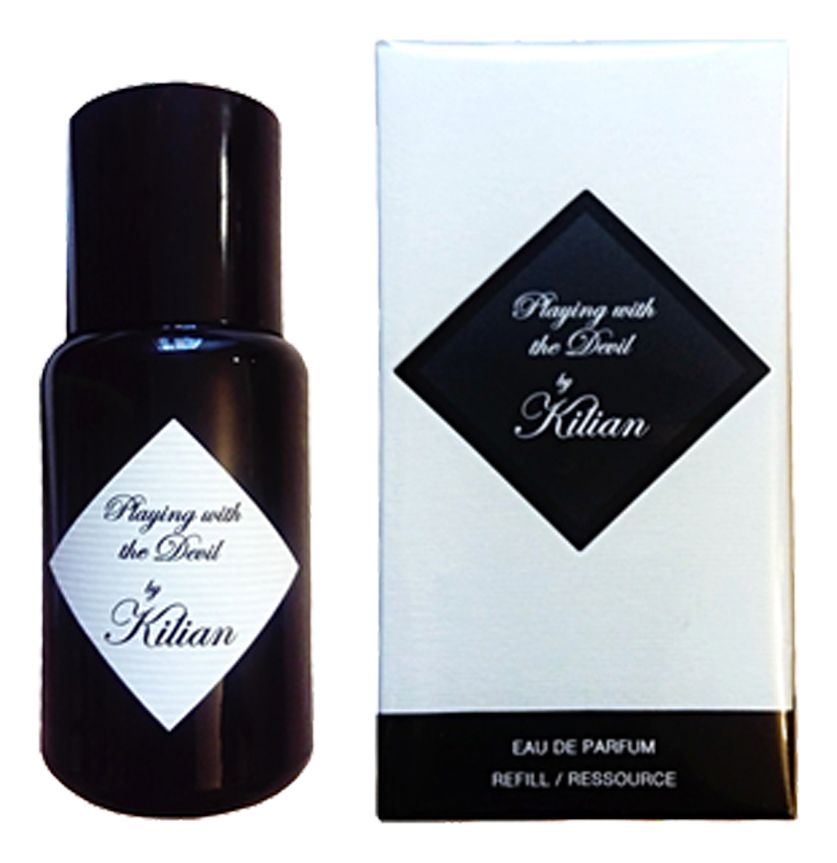 Playing with
the Devil
by
Kilian
Playing with
the Devil
by
Kilian
EAU DE PARFUM
REFILL / RESSOURCE